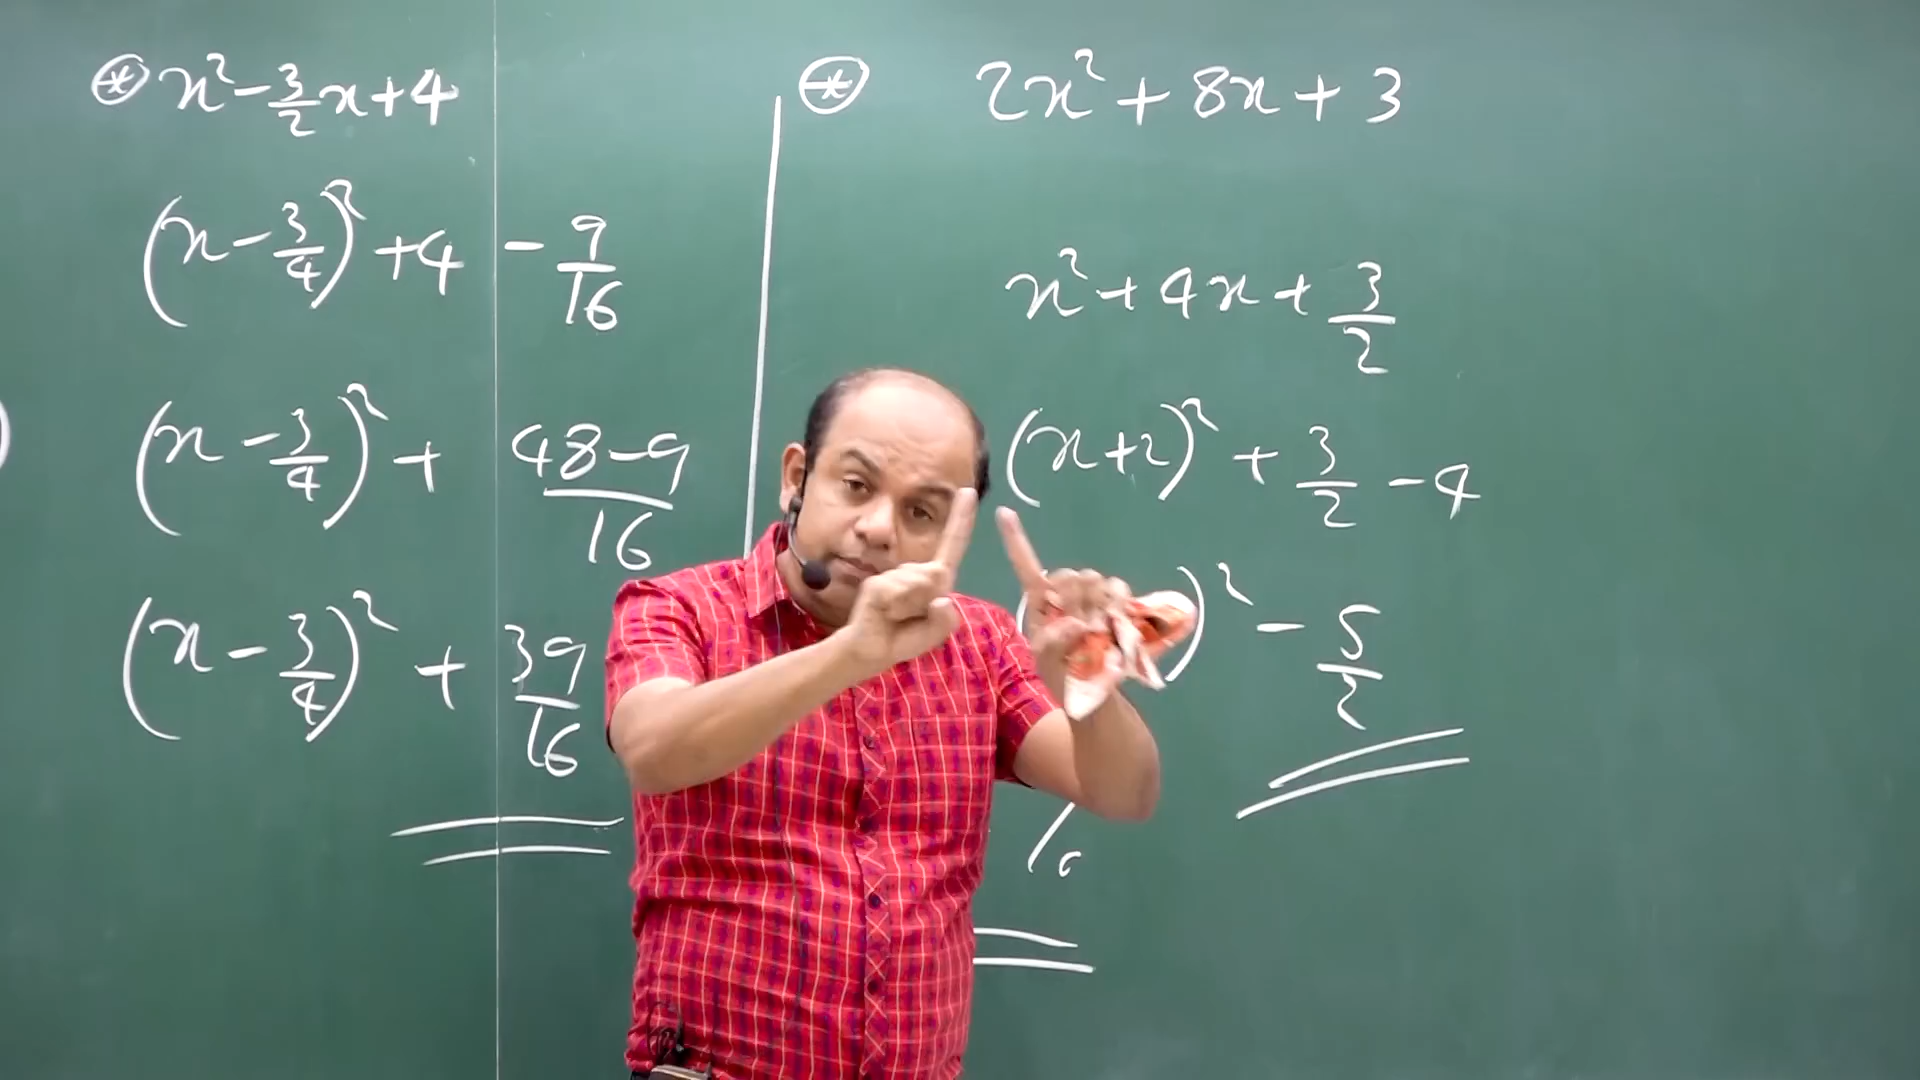 ⊛ x² - 3/2 x + 4
(x - 3/4)² + 4 - 9/16
(x - 3/4)² + 48-9/16
(x - 3/4)² + 39/16
⊛ 2x² + 8x + 3
x² + 4x + 3/2
(x+2)² + 3/2 - 4
)² - 5/2